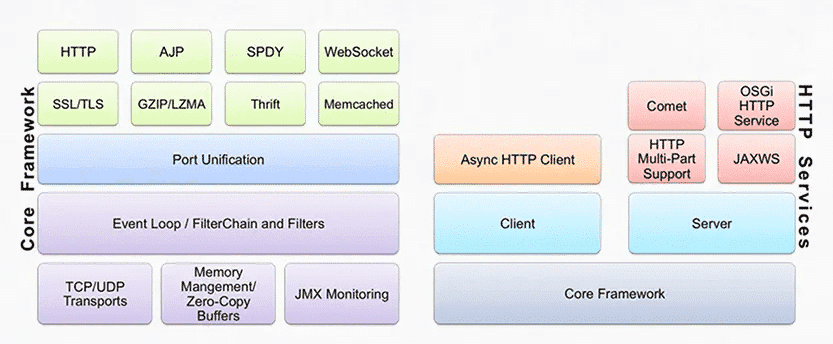 Core Framework
HTTP
AJP
SPDY
WebSocket
SSL/TLS
GZIP/LZMA
Thrift
Memcached
Port Unification
Event Loop / FilterChain and Filters
TCP/UDP
Transports
Memory
Mangement/
Zero-Copy
Buffers
JMX Monitoring
HTTP Services
Comet
OSGi
HTTP
Service
Async HTTP Client
HTTP
Multi-Part
Support
JAXWS
Client
Server
Core Framework